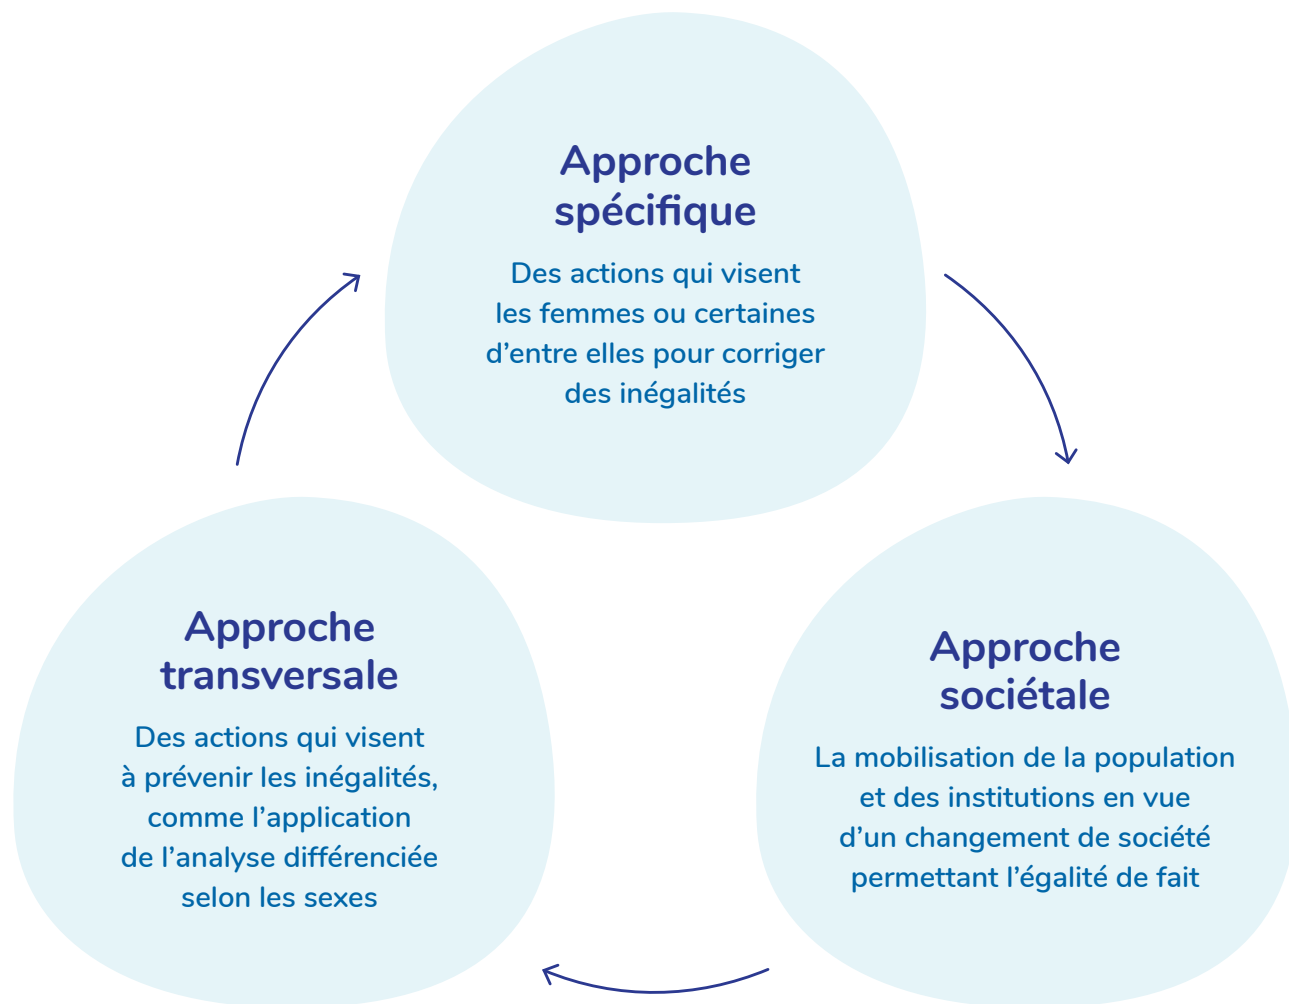 Approche
spécifique
Des actions qui visent
les femmes ou certaines
d’entre elles pour corriger
des inégalités
Approche
transversale
Des actions qui visent
à prévenir les inégalités,
comme l’application
de l’analyse différenciée
selon les sexes
Approche
sociétale
La mobilisation de la population
et des institutions en vue
d’un changement de société
permettant l’égalité de fait